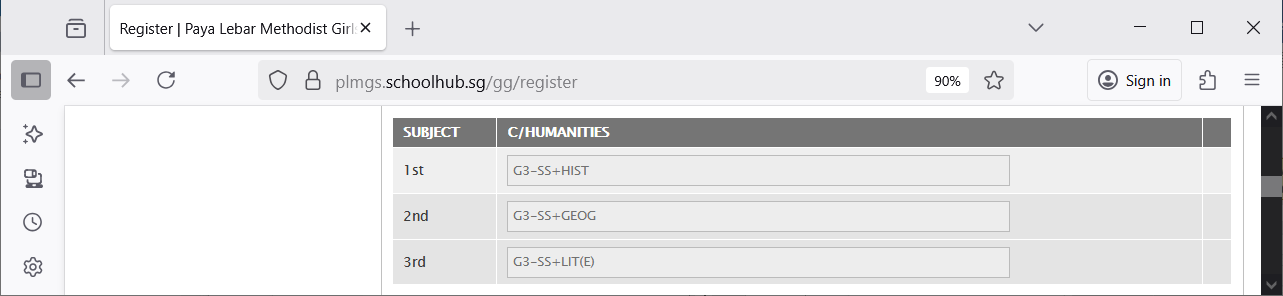 Register | Paya Lebar Methodist Girl
plmgs.schoolhub.sg/gg/register
90%
Sign in
SUBJECT C/HUMANITIES
1st G3-SS+HIST
2nd G3-SS+GEOG
3rd G3-SS+LIT(E)